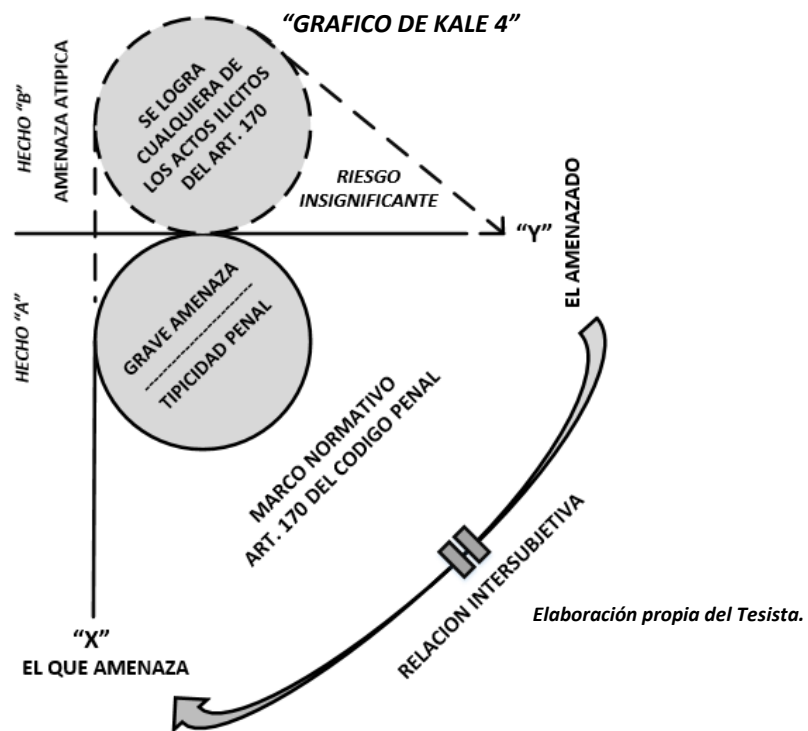 “GRAFICO DE KALE 4”
HECHO “B”
AMENAZA ATIPICA
SE LOGRA
CUALQUIERA DE
LOS ACTOS ILICITOS
DEL ART. 170
RIESGO
INSIGNIFICANTE
“Y”
EL AMENAZADO
HECHO “A”
GRAVE AMENAZA
TIPICIDAD PENAL
MARCO NORMATIVO
ART. 170 DEL CODIGO PENAL
RELACION INTERSUBJETIVA
Elaboración propia del Tesista.
“X”
EL QUE AMENAZA